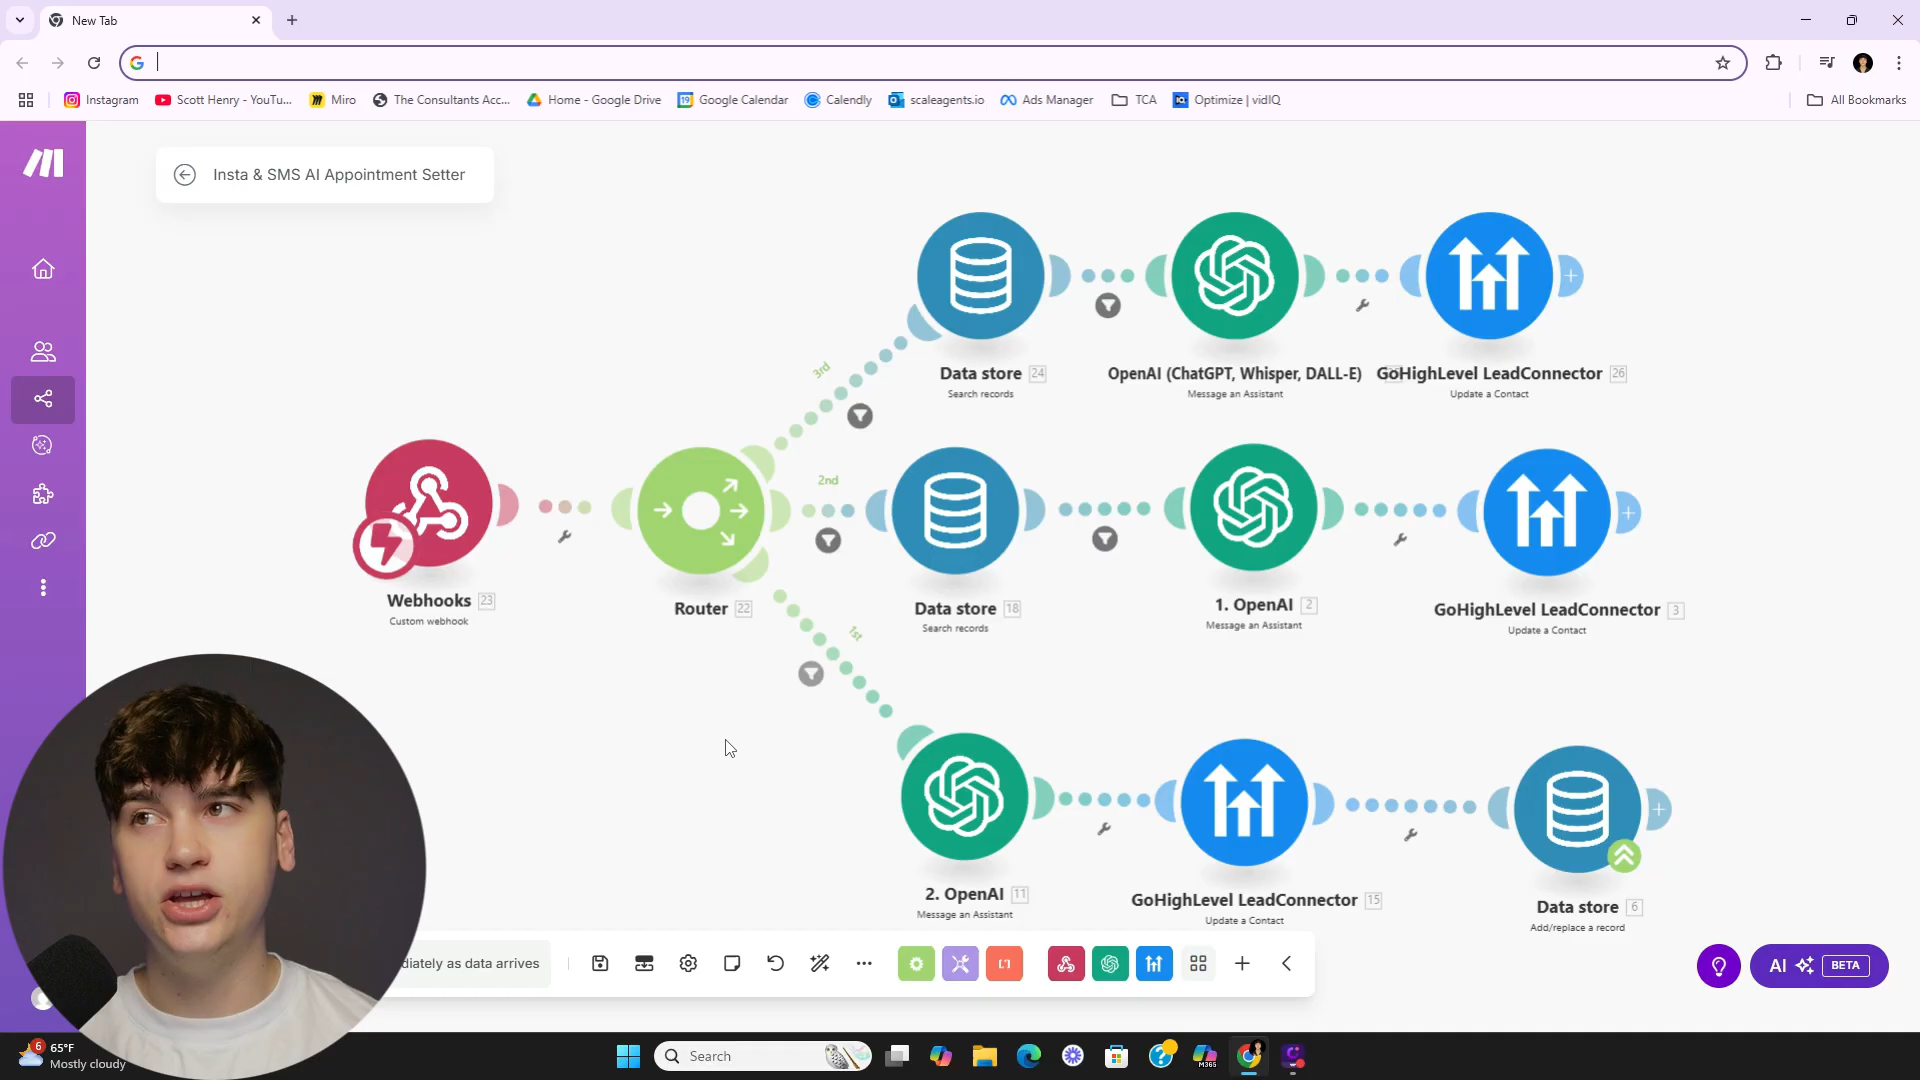 New Tab
Instagram
Scott Henry - YouTu...
Miro
The Consultants Acc...
Home - Google Drive
Google Calendar
Calendly
scaleagents.io
Ads Manager
TCA
Optimize | vidIQ
All Bookmarks
Insta & SMS AI Appointment Setter
3rd
Data store 24
Search records
OpenAI (ChatGPT, Whisper, DALL-E)
Message an Assistant
GoHighLevel LeadConnector 26
Update a Contact
Webhooks 23
Custom webhook
Router 22
2nd
Data store 18
Search records
1. OpenAI 2
Message an Assistant
GoHighLevel LeadConnector 3
Update a Contact
1st
2. OpenAI 11
Message an Assistant
GoHighLevel LeadConnector 15
Update a Contact
Data store 6
Add/replace a record
diately as data arrives
AI BETA
6
65°F
Mostly cloudy
Search
M365